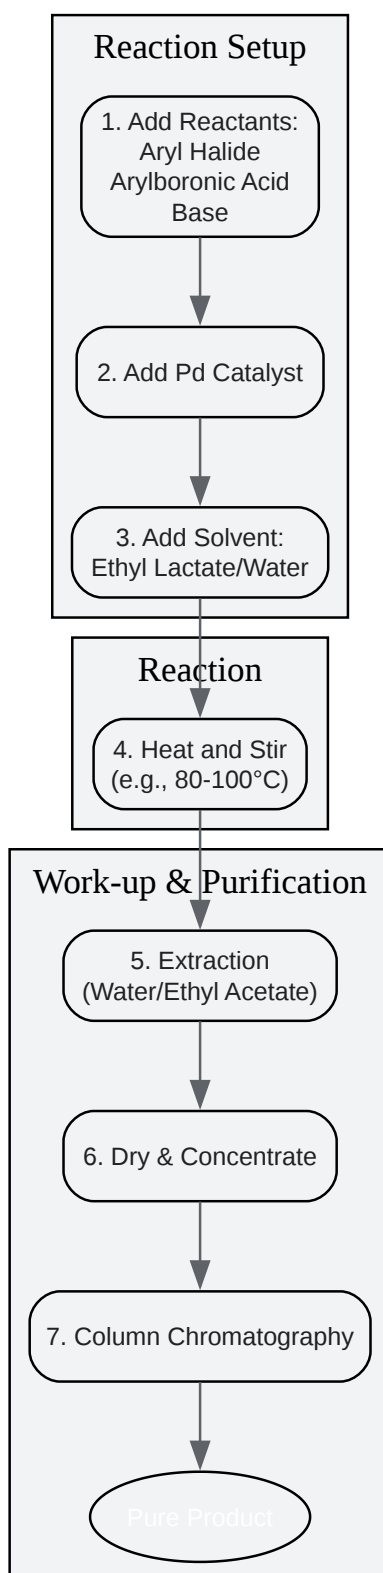 Reaction Setup
1. Add Reactants:
Aryl Halide
Arylboronic Acid
Base
2. Add Pd Catalyst
3. Add Solvent:
Ethyl Lactate/Water
Reaction
4. Heat and Stir
(e.g., 80-100°C)
Work-up & Purification
5. Extraction
(Water/Ethyl Acetate)
6. Dry & Concentrate
7. Column Chromatography
Pure Product